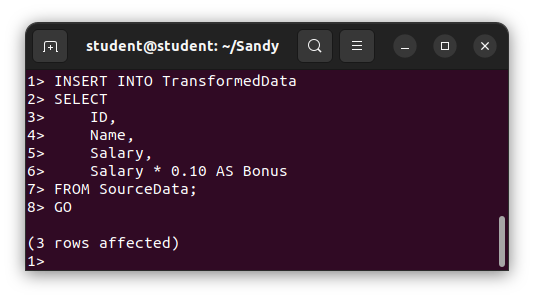 student@student: ~/Sandy
1> INSERT INTO TransformedData
2> SELECT
3>     ID,
4>     Name,
5>     Salary,
6>     Salary * 0.10 AS Bonus
7> FROM SourceData;
8> GO

(3 rows affected)
1>